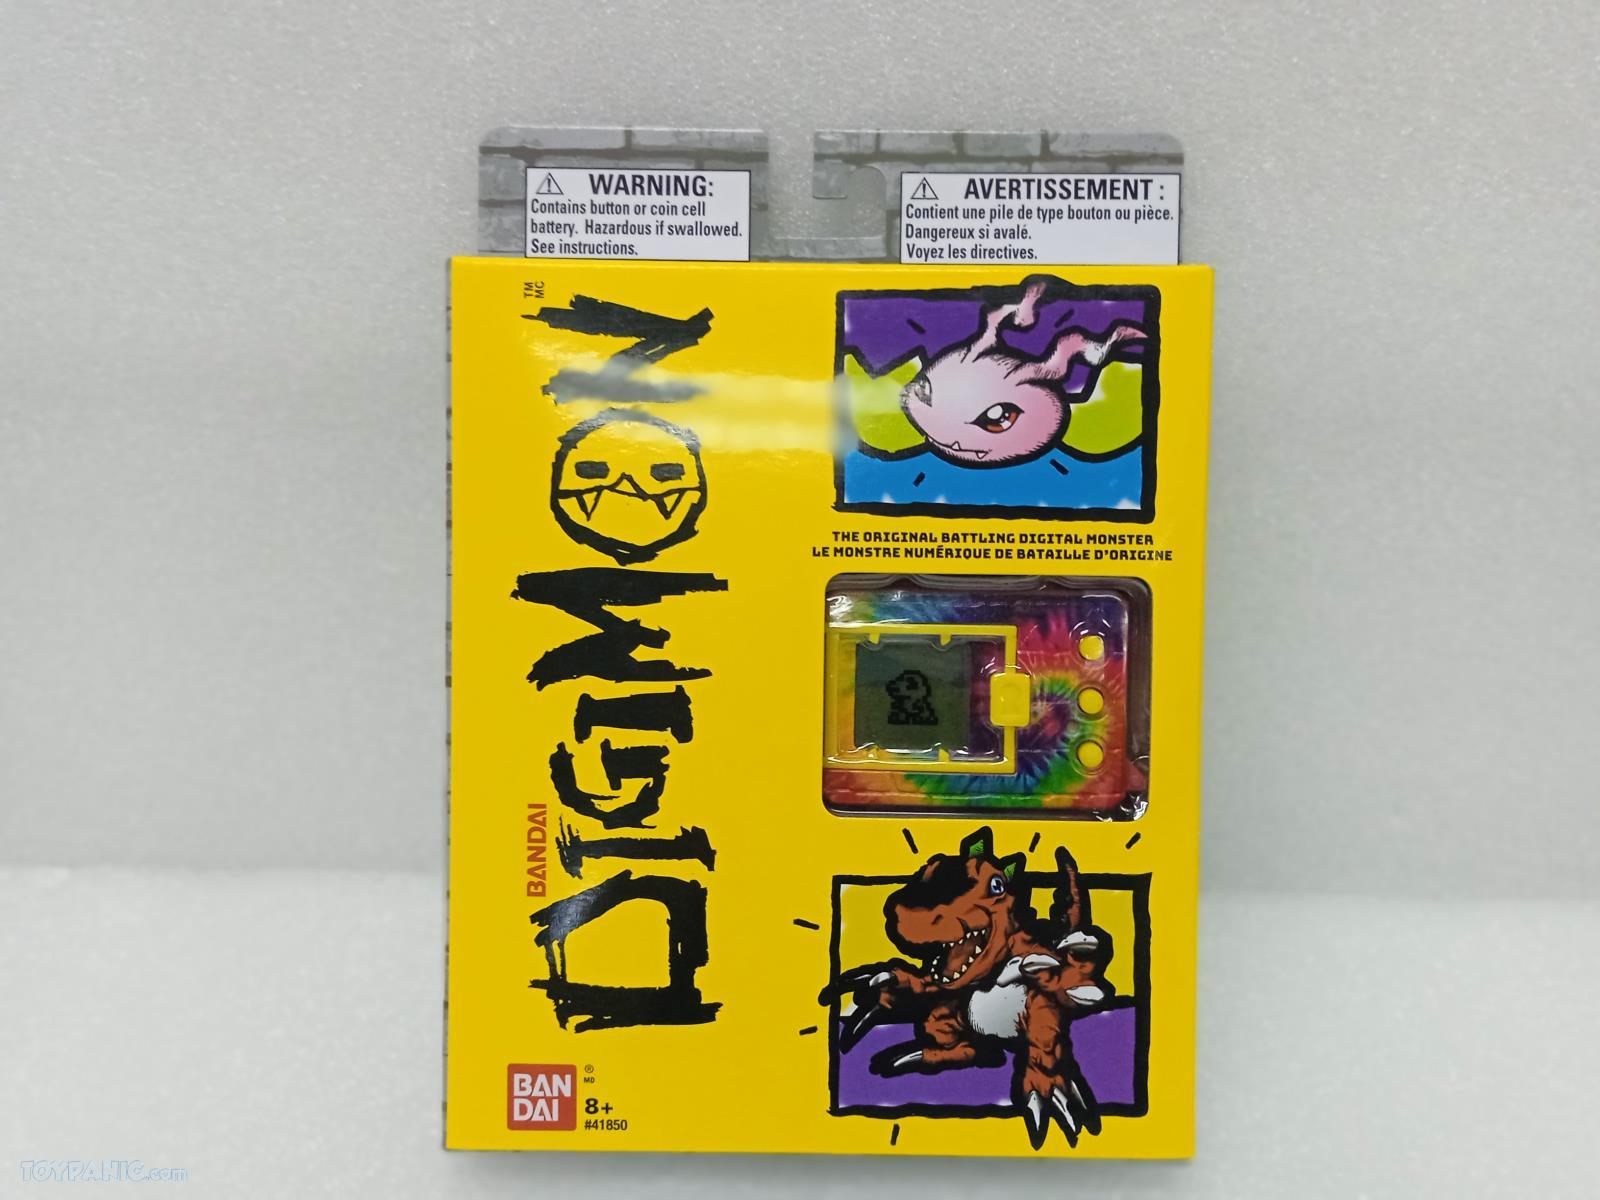 WARNING:
Contains button or coin cell
battery. Hazardous if swallowed.
See instructions.
AVERTISSEMENT :
Contient une pile de type bouton ou pièce.
Dangereux si avalé.
Voyez les directives.
TM
MC
DIGIMON
BANDAI
THE ORIGINAL BATTLING DIGITAL MONSTER
LE MONSTRE NUMÉRIQUE DE BATAILLE D'ORIGINE
BAN
DAI
®
MD
8+
#41850
TOYPANIC.com